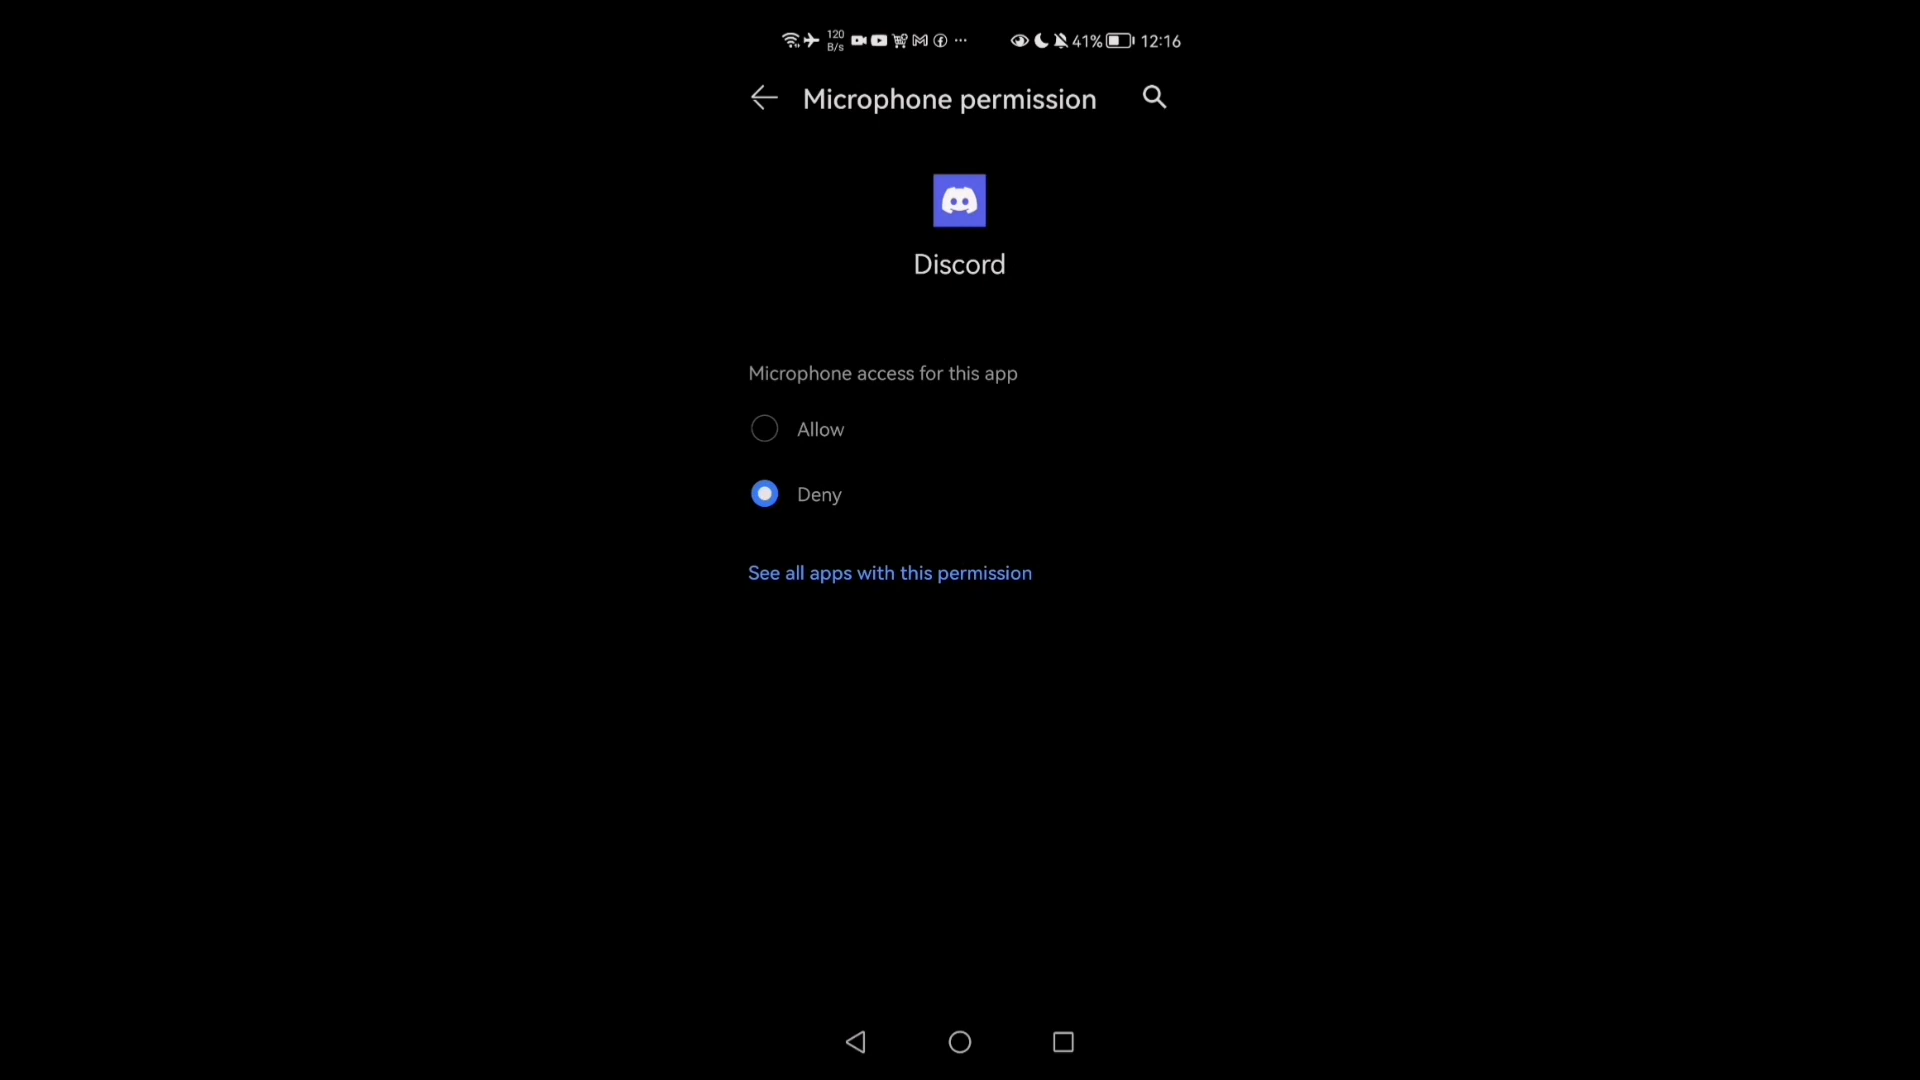 120
B/s
41% 12:16
Microphone permission
Discord
Microphone access for this app
Allow
Deny
See all apps with this permission